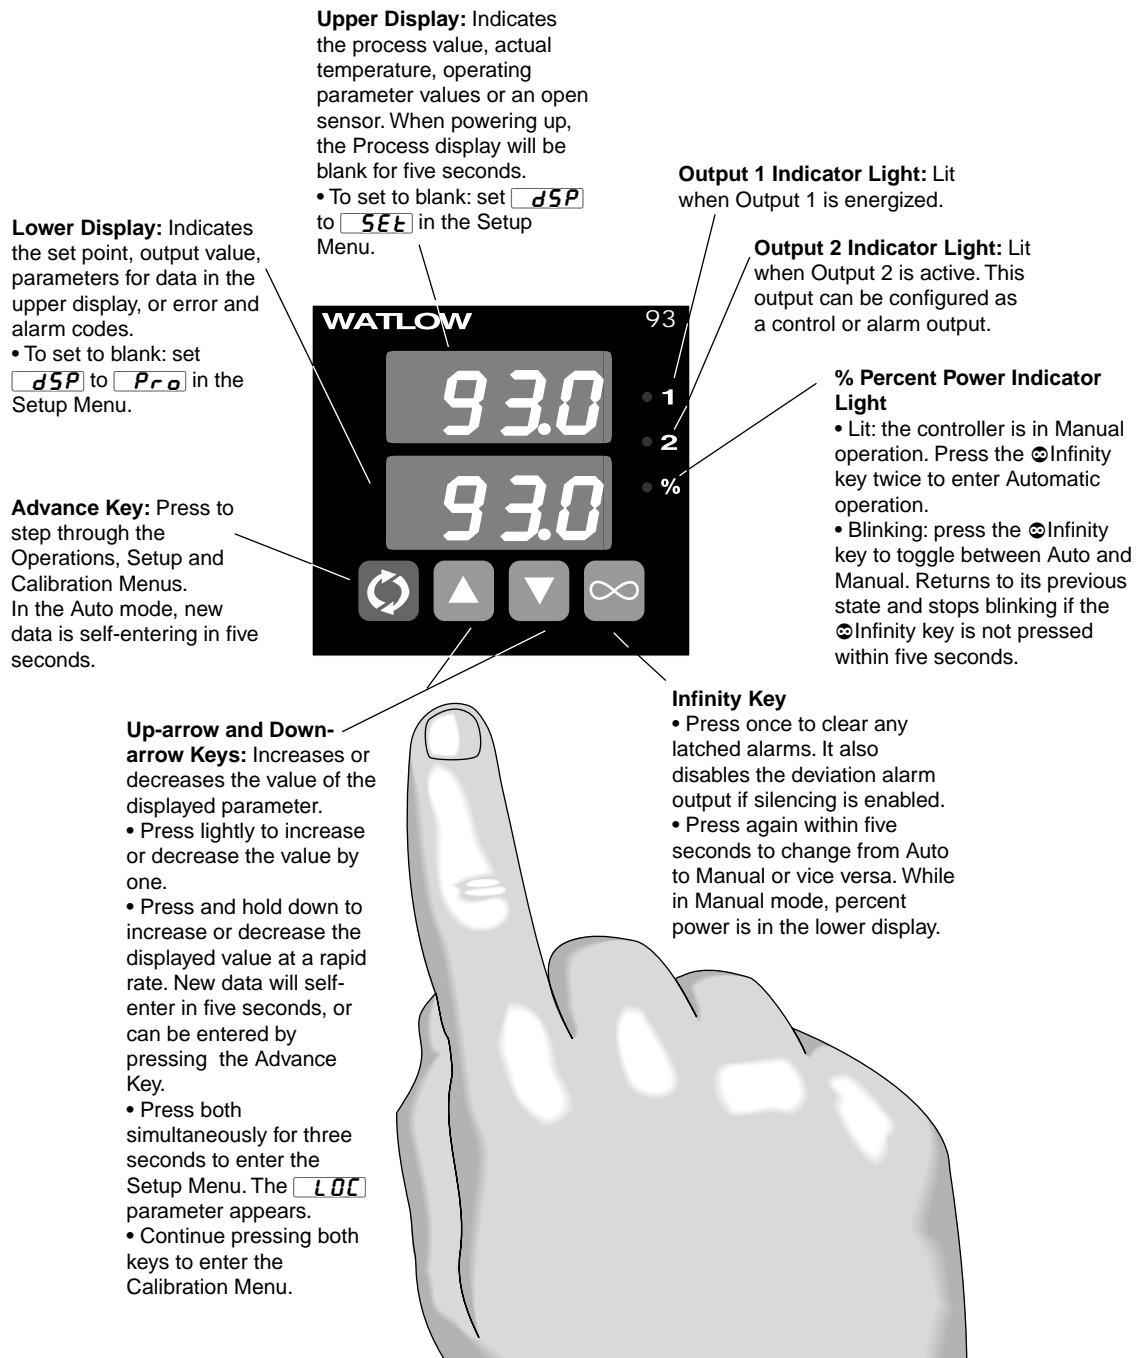 Upper Display: Indicates
the process value, actual
temperature, operating
parameter values or an open
sensor. When powering up,
the Process display will be
blank for five seconds.
• To set to blank: set dSP
to SEt in the Setup
Menu.
Output 1 Indicator Light: Lit
when Output 1 is energized.
Lower Display: Indicates
the set point, output value,
parameters for data in the
upper display, or error and
alarm codes.
• To set to blank: set
dSP to Pro in the
Setup Menu.
Output 2 Indicator Light: Lit
when Output 2 is active. This
output can be configured as
a control or alarm output.
WATLOW 93
93.0
1
2
93.0
%
% Percent Power Indicator
Light
• Lit: the controller is in Manual
operation. Press the ∞Infinity
key twice to enter Automatic
operation.
• Blinking: press the ∞Infinity
key to toggle between Auto and
Manual. Returns to its previous
state and stops blinking if the
∞Infinity key is not pressed
within five seconds.
Advance Key: Press to
step through the
Operations, Setup and
Calibration Menus.
In the Auto mode, new
data is self-entering in five
seconds.
∞
Infinity Key
• Press once to clear any
latched alarms. It also
disables the deviation alarm
output if silencing is enabled.
• Press again within five
seconds to change from Auto
to Manual or vice versa. While
in Manual mode, percent
power is in the lower display.
Up-arrow and Down-
arrow Keys: Increases or
decreases the value of the
displayed parameter.
• Press lightly to increase
or decrease the value by
one.
• Press and hold down to
increase or decrease the
displayed value at a rapid
rate. New data will self-
enter in five seconds, or
can be entered by
pressing the Advance
Key.
• Press both
simultaneously for three
seconds to enter the
Setup Menu. The LOC
parameter appears.
• Continue pressing both
keys to enter the
Calibration Menu.